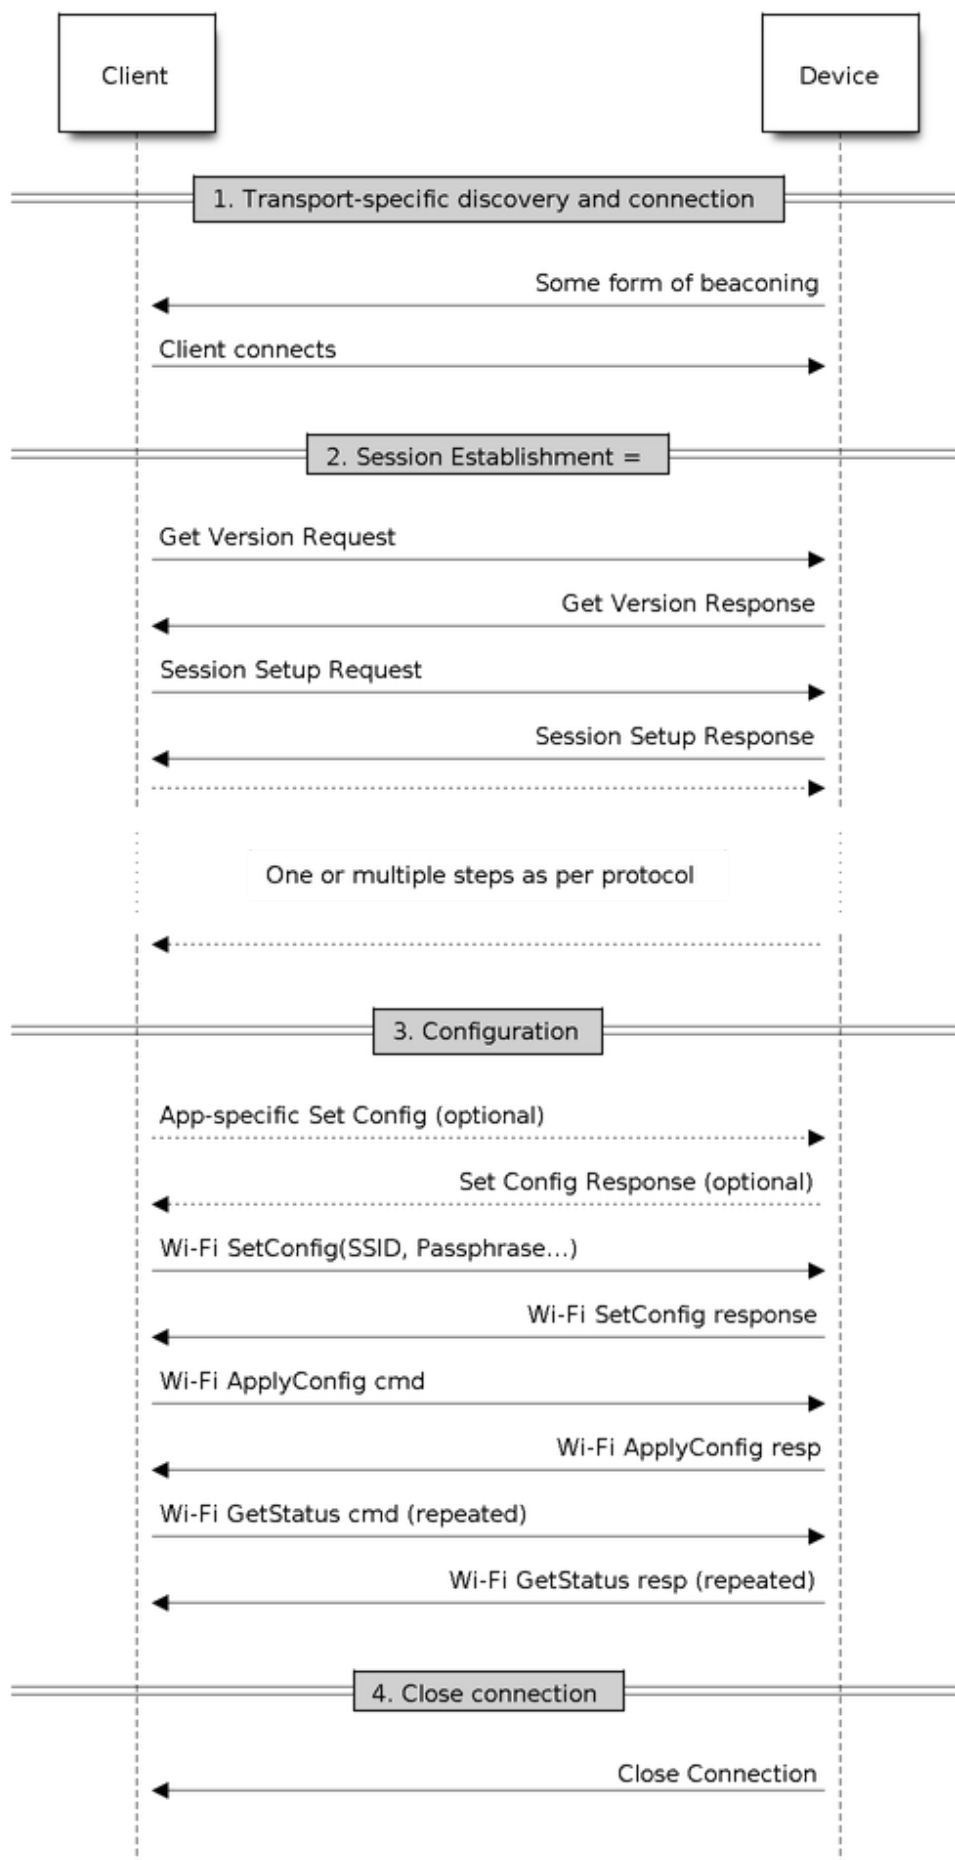 Client
Device
1. Transport-specific discovery and connection
Some form of beaconing
Client connects
2. Session Establishment =
Get Version Request
Get Version Response
Session Setup Request
Session Setup Response
One or multiple steps as per protocol
3. Configuration
App-specific Set Config (optional)
Set Config Response (optional)
Wi-Fi SetConfig(SSID, Passphrase...)
Wi-Fi SetConfig response
Wi-Fi ApplyConfig cmd
Wi-Fi ApplyConfig resp
Wi-Fi GetStatus cmd (repeated)
Wi-Fi GetStatus resp (repeated)
4. Close connection
Close Connection